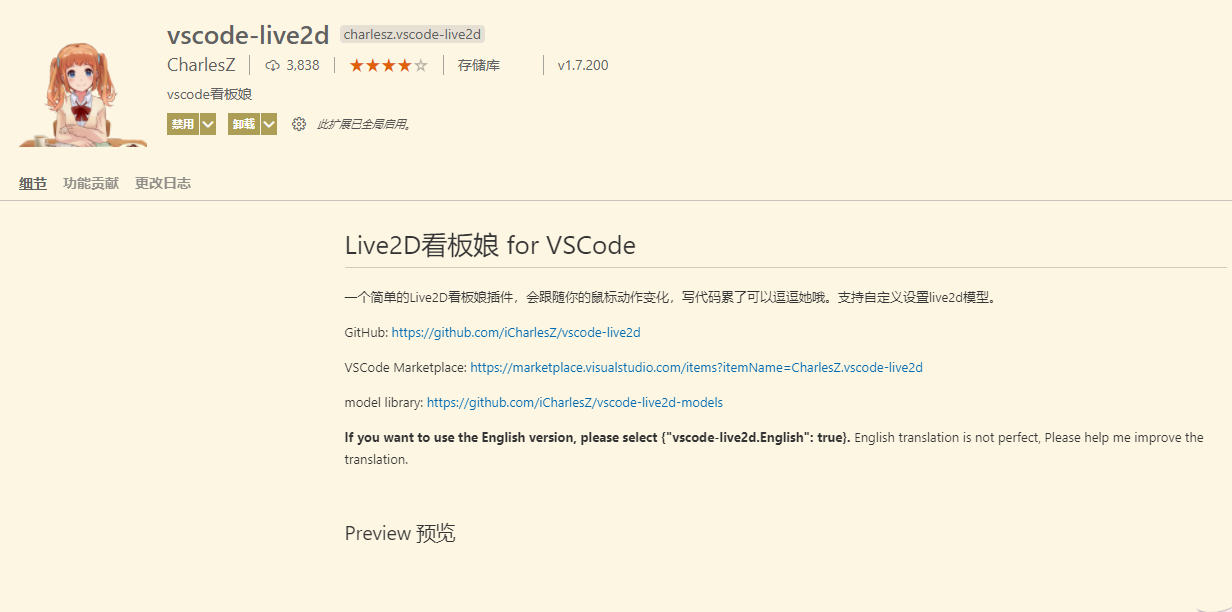 vscode-live2d charlesz.vscode-live2d
CharlesZ 3,838 存储库 v1.7.200
vscode看板娘
禁用 卸载 此扩展已全局启用。
细节 功能贡献 更改日志
Live2D看板娘 for VSCode
一个简单的Live2D看板娘插件，会跟随你的鼠标动作变化，写代码累了可以逗逗她哦。支持自定义设置live2d模型。
GitHub: https://github.com/iCharlesZ/vscode-live2d
VSCode Marketplace: https://marketplace.visualstudio.com/items?itemName=CharlesZ.vscode-live2d
model library: https://github.com/iCharlesZ/vscode-live2d-models
If you want to use the English version, please select {"vscode-live2d.English": true}. English translation is not perfect, Please help me improve the
translation.
Preview 预览